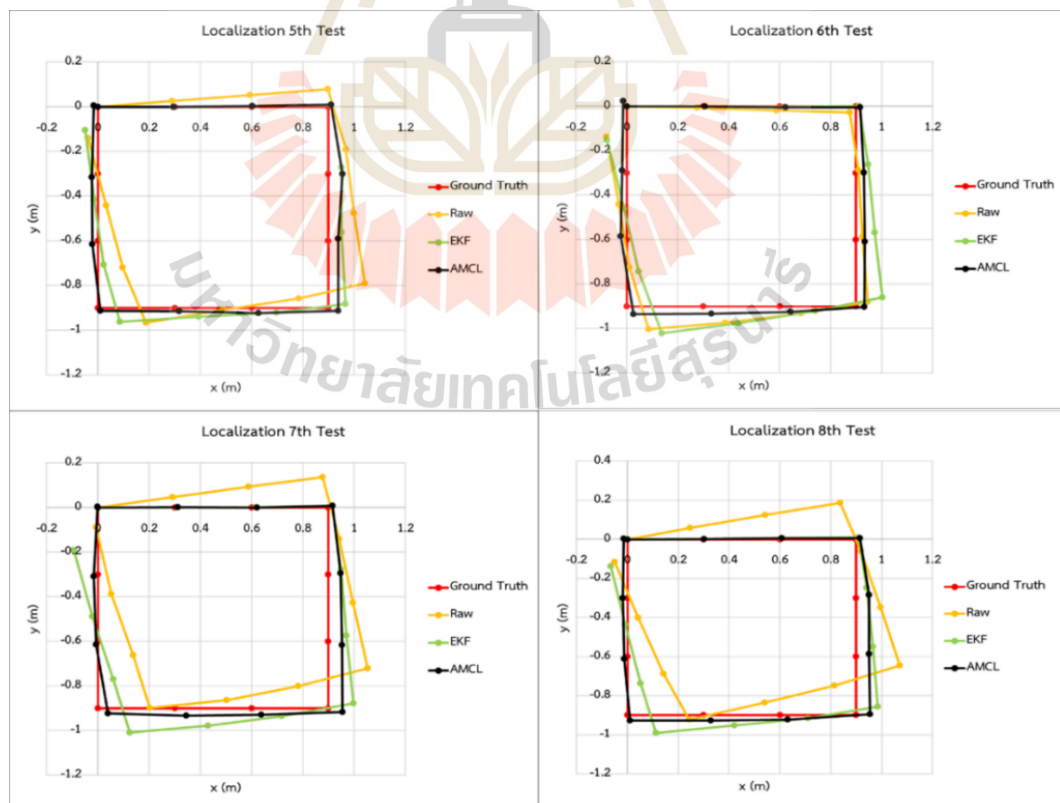 Localization 5th Test
0.2
0
-0.2
-0.4
-0.6
-0.8
-1
-1.2
-0.2 0 0.2 0.4 0.6 0.8 1 1.2
y (m)
x (m)
Ground Truth
Raw
EKF
AMCL
Localization 6th Test
0.2
0
-0.2
-0.4
-0.6
-0.8
-1
-1.2
-0.2 0 0.2 0.4 0.6 0.8 1 1.2
y (m)
x (m)
Ground Truth
Raw
EKF
AMCL
มหาวิทยาลัยเทคโนโลยีสุรนารี
Localization 7th Test
0.2
0
-0.2
-0.4
-0.6
-0.8
-1
-1.2
-0.2 0 0.2 0.4 0.6 0.8 1 1.2
y (m)
x (m)
Ground Truth
Raw
EKF
AMCL
Localization 8th Test
0.4
0.2
0
-0.2
-0.4
-0.6
-0.8
-1
-1.2
-0.2 0 0.2 0.4 0.6 0.8 1 1.2
y (m)
x (m)
Ground Truth
Raw
EKF
AMCL